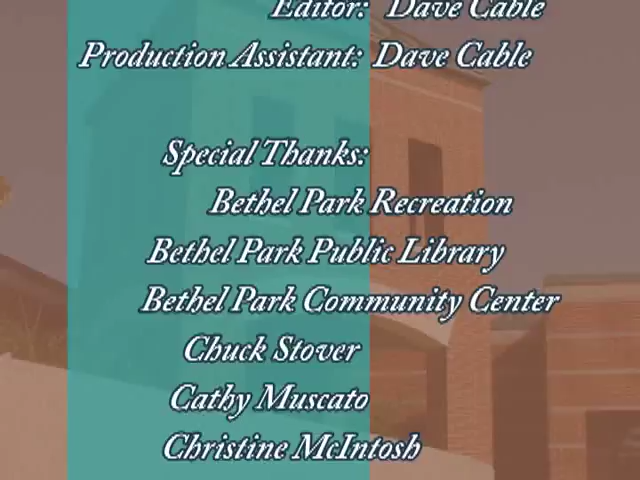 Editor: Dave Cable
Production Assistant: Dave Cable
Special Thanks:
Bethel Park Recreation
Bethel Park Public Library
Bethel Park Community Center
Chuck Stover
Cathy Muscato
Christine McIntosh